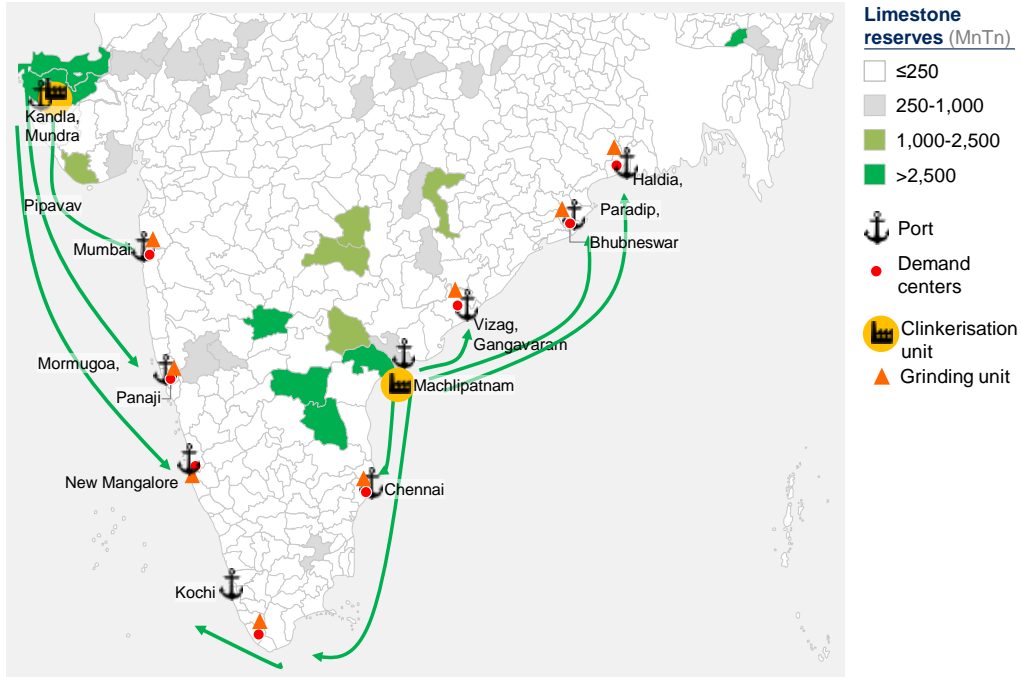 Limestone
reserves (MnTn)
≤250
250-1,000
1,000-2,500
>2,500
Port
Demand
centers
Clinkerisation
unit
Grinding unit
Kandla,
Mundra
Pipavav
Mumbai
Mormugoa,
Panaji
New Mangalore
Kochi
Chennai
Machlipatnam
Vizag,
Gangavaram
Haldia,
Paradip,
Bhubneswar